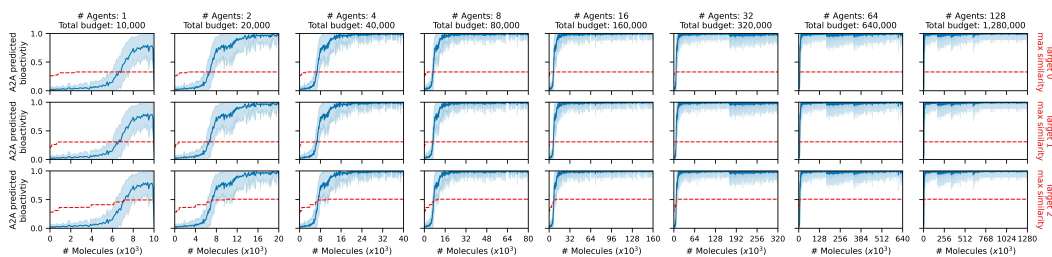 # Agents: 1
Total budget: 10,000
# Agents: 2
Total budget: 20,000
# Agents: 4
Total budget: 40,000
# Agents: 8
Total budget: 80,000
# Agents: 16
Total budget: 160,000
# Agents: 32
Total budget: 320,000
# Agents: 64
Total budget: 640,000
# Agents: 128
Total budget: 1,280,000
A2A predicted
bioactivtiy
1.0
0.5
0.0
Target 0
max similarity
A2A predicted
bioactivtiy
1.0
0.5
0.0
Target 1
max similarity
A2A predicted
bioactivtiy
1.0
0.5
0.0
Target 2
max similarity
0 2 4 6 8 10
0 4 8 12 16 20
0 8 16 24 32 40
0 16 32 48 64 80
0 32 64 96 128 160
0 64 128 192 256 320
0 128 256 384 512 640
0 256 512 768 1024 1280
# Molecules (x10³)
# Molecules (x10³)
# Molecules (x10³)
# Molecules (x10³)
# Molecules (x10³)
# Molecules (x10³)
# Molecules (x10³)
# Molecules (x10³)